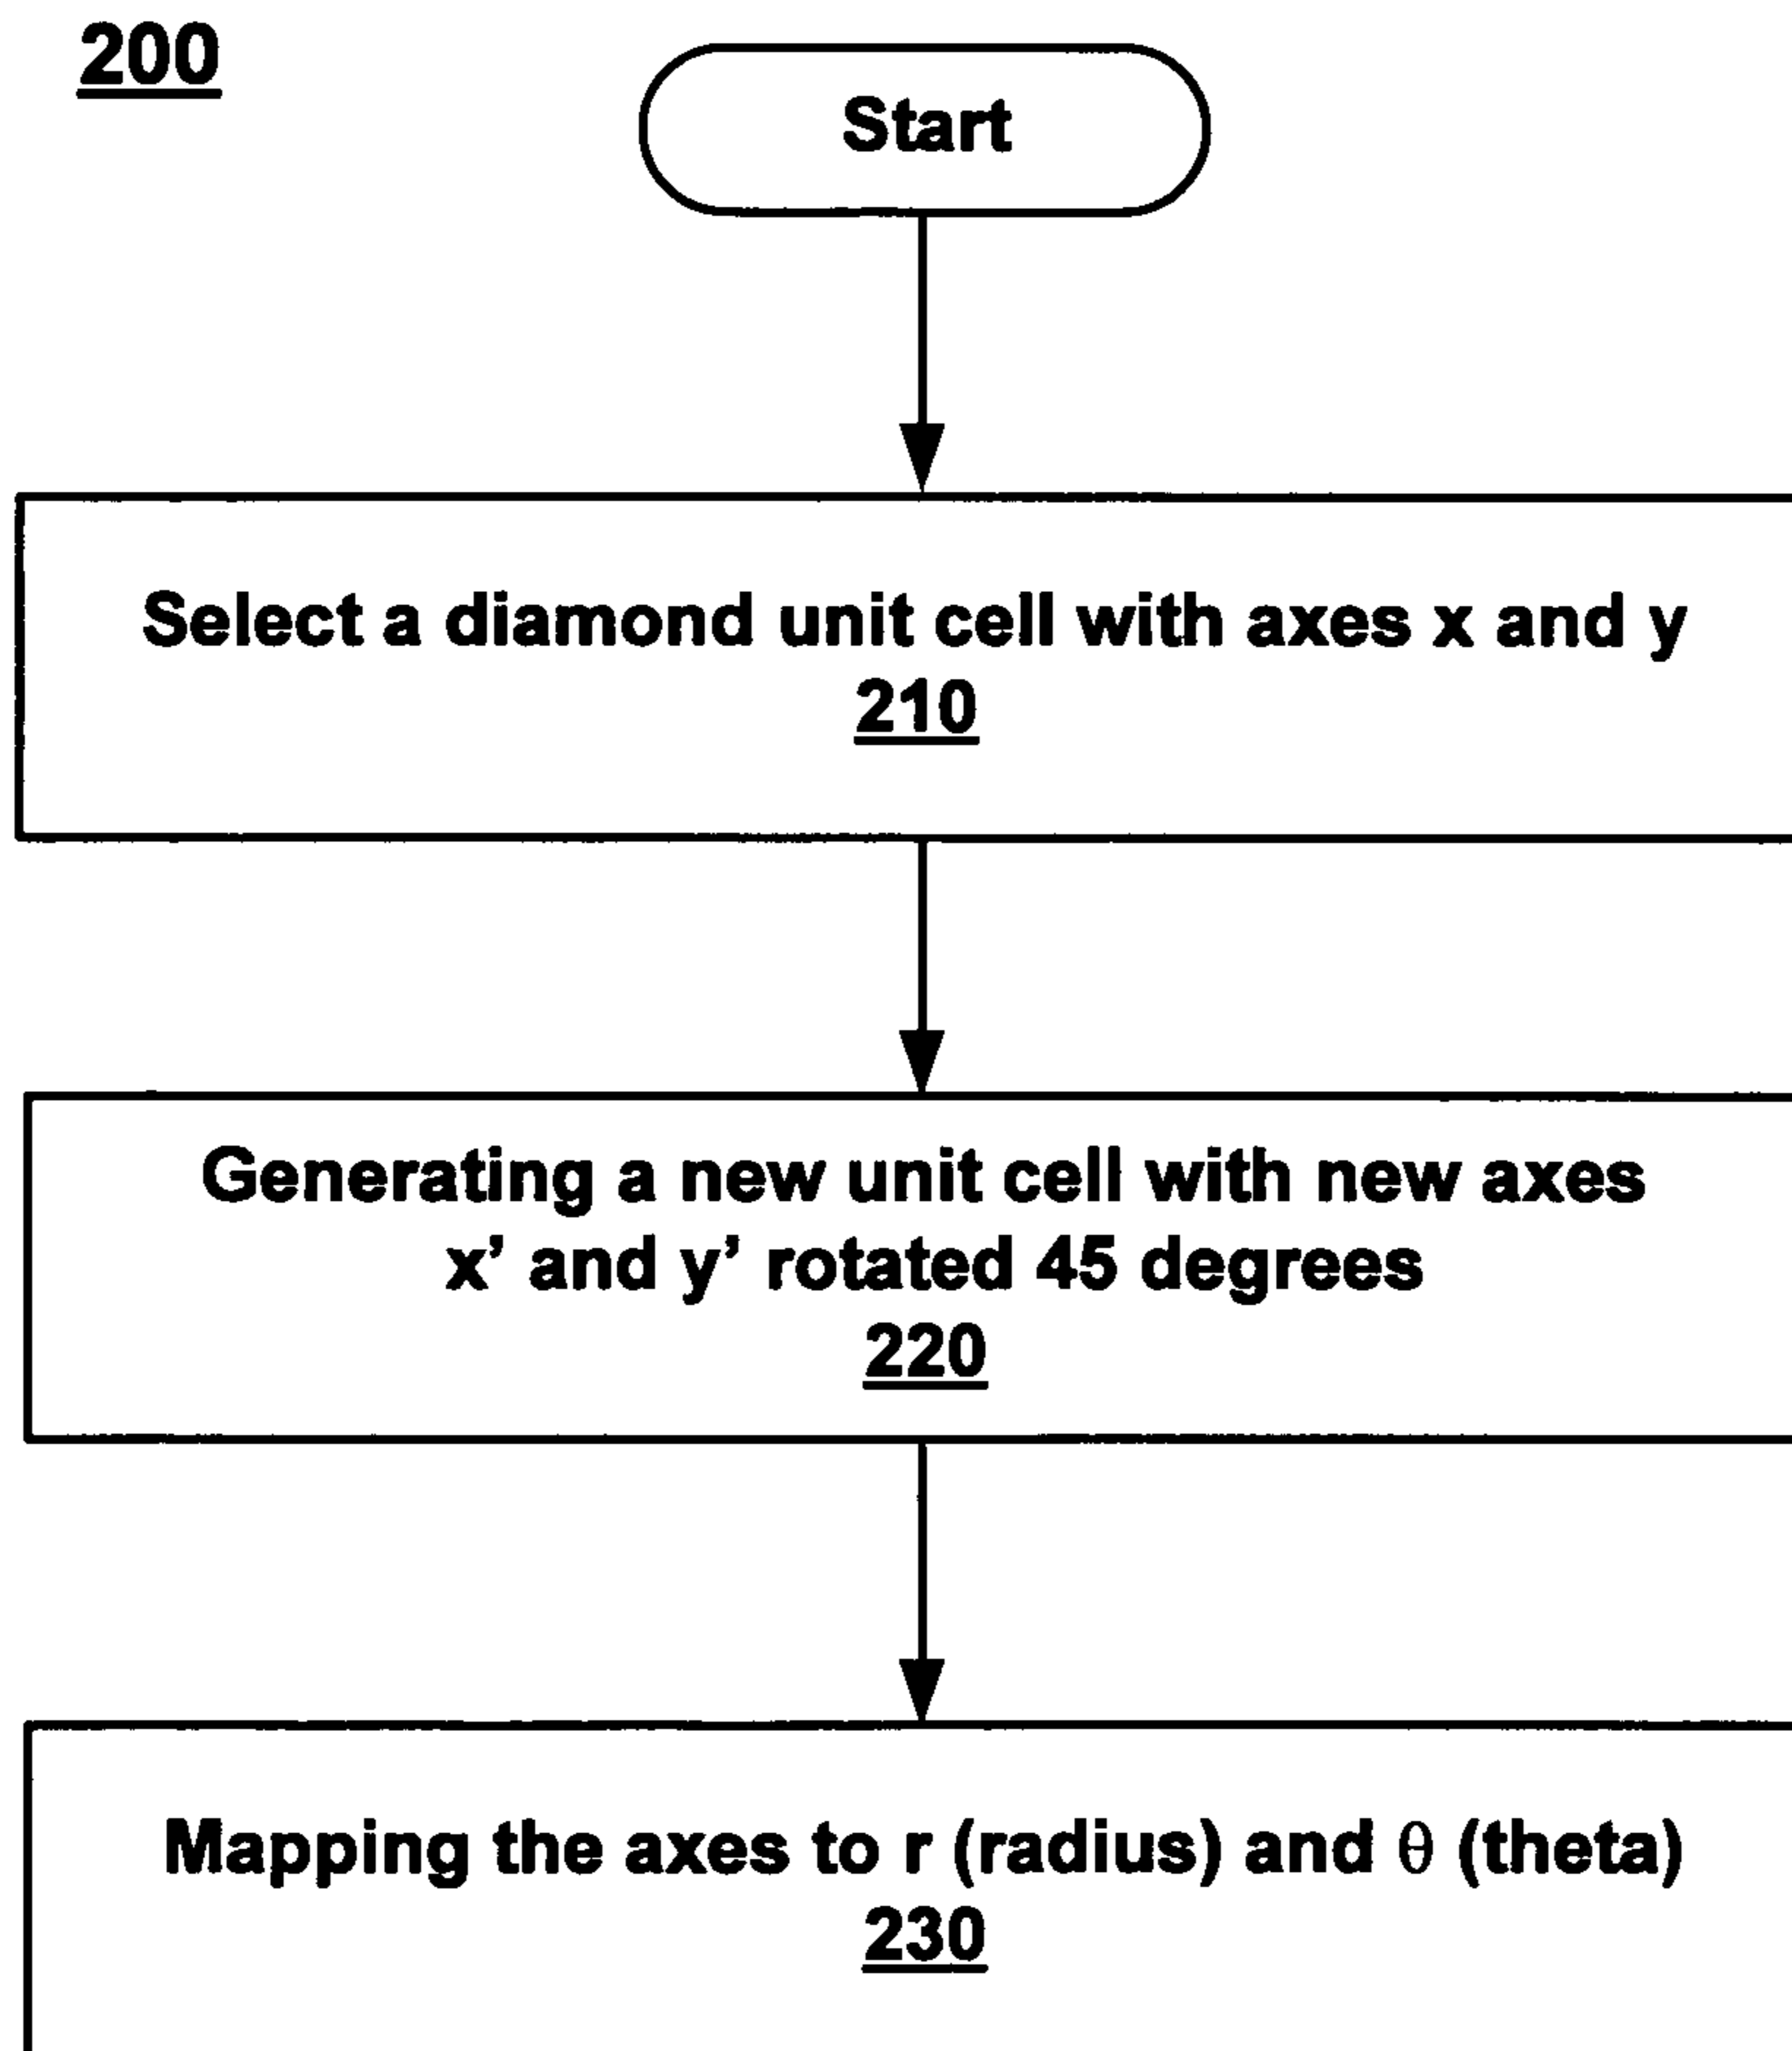 200
Start
Select a diamond unit cell with axes x and y
210
Generating a new unit cell with new axes
x’ and y’ rotated 45 degrees
220
Mapping the axes to r (radius) and θ (theta)
230